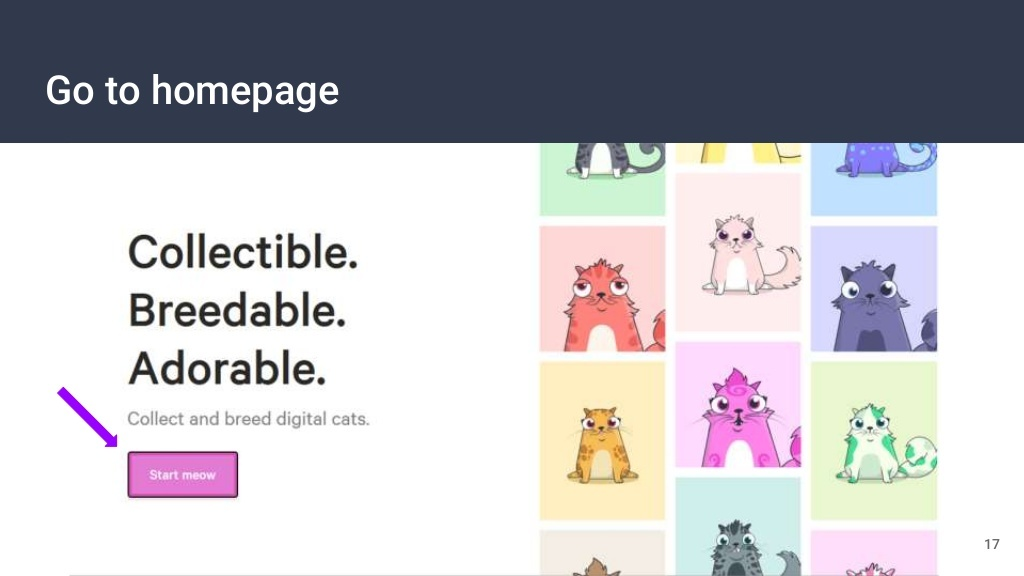 Go to homepage
Collectible.
Breedable.
Adorable.
Collect and breed digital cats.
Start meow
17